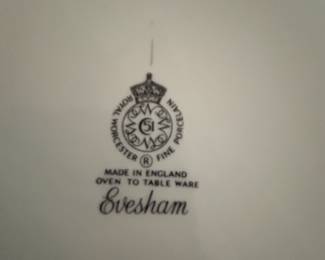 ROYAL WORCESTER
FINE PORCELAIN
C
51
®
MADE IN ENGLAND
OVEN TO TABLE WARE
Evesham